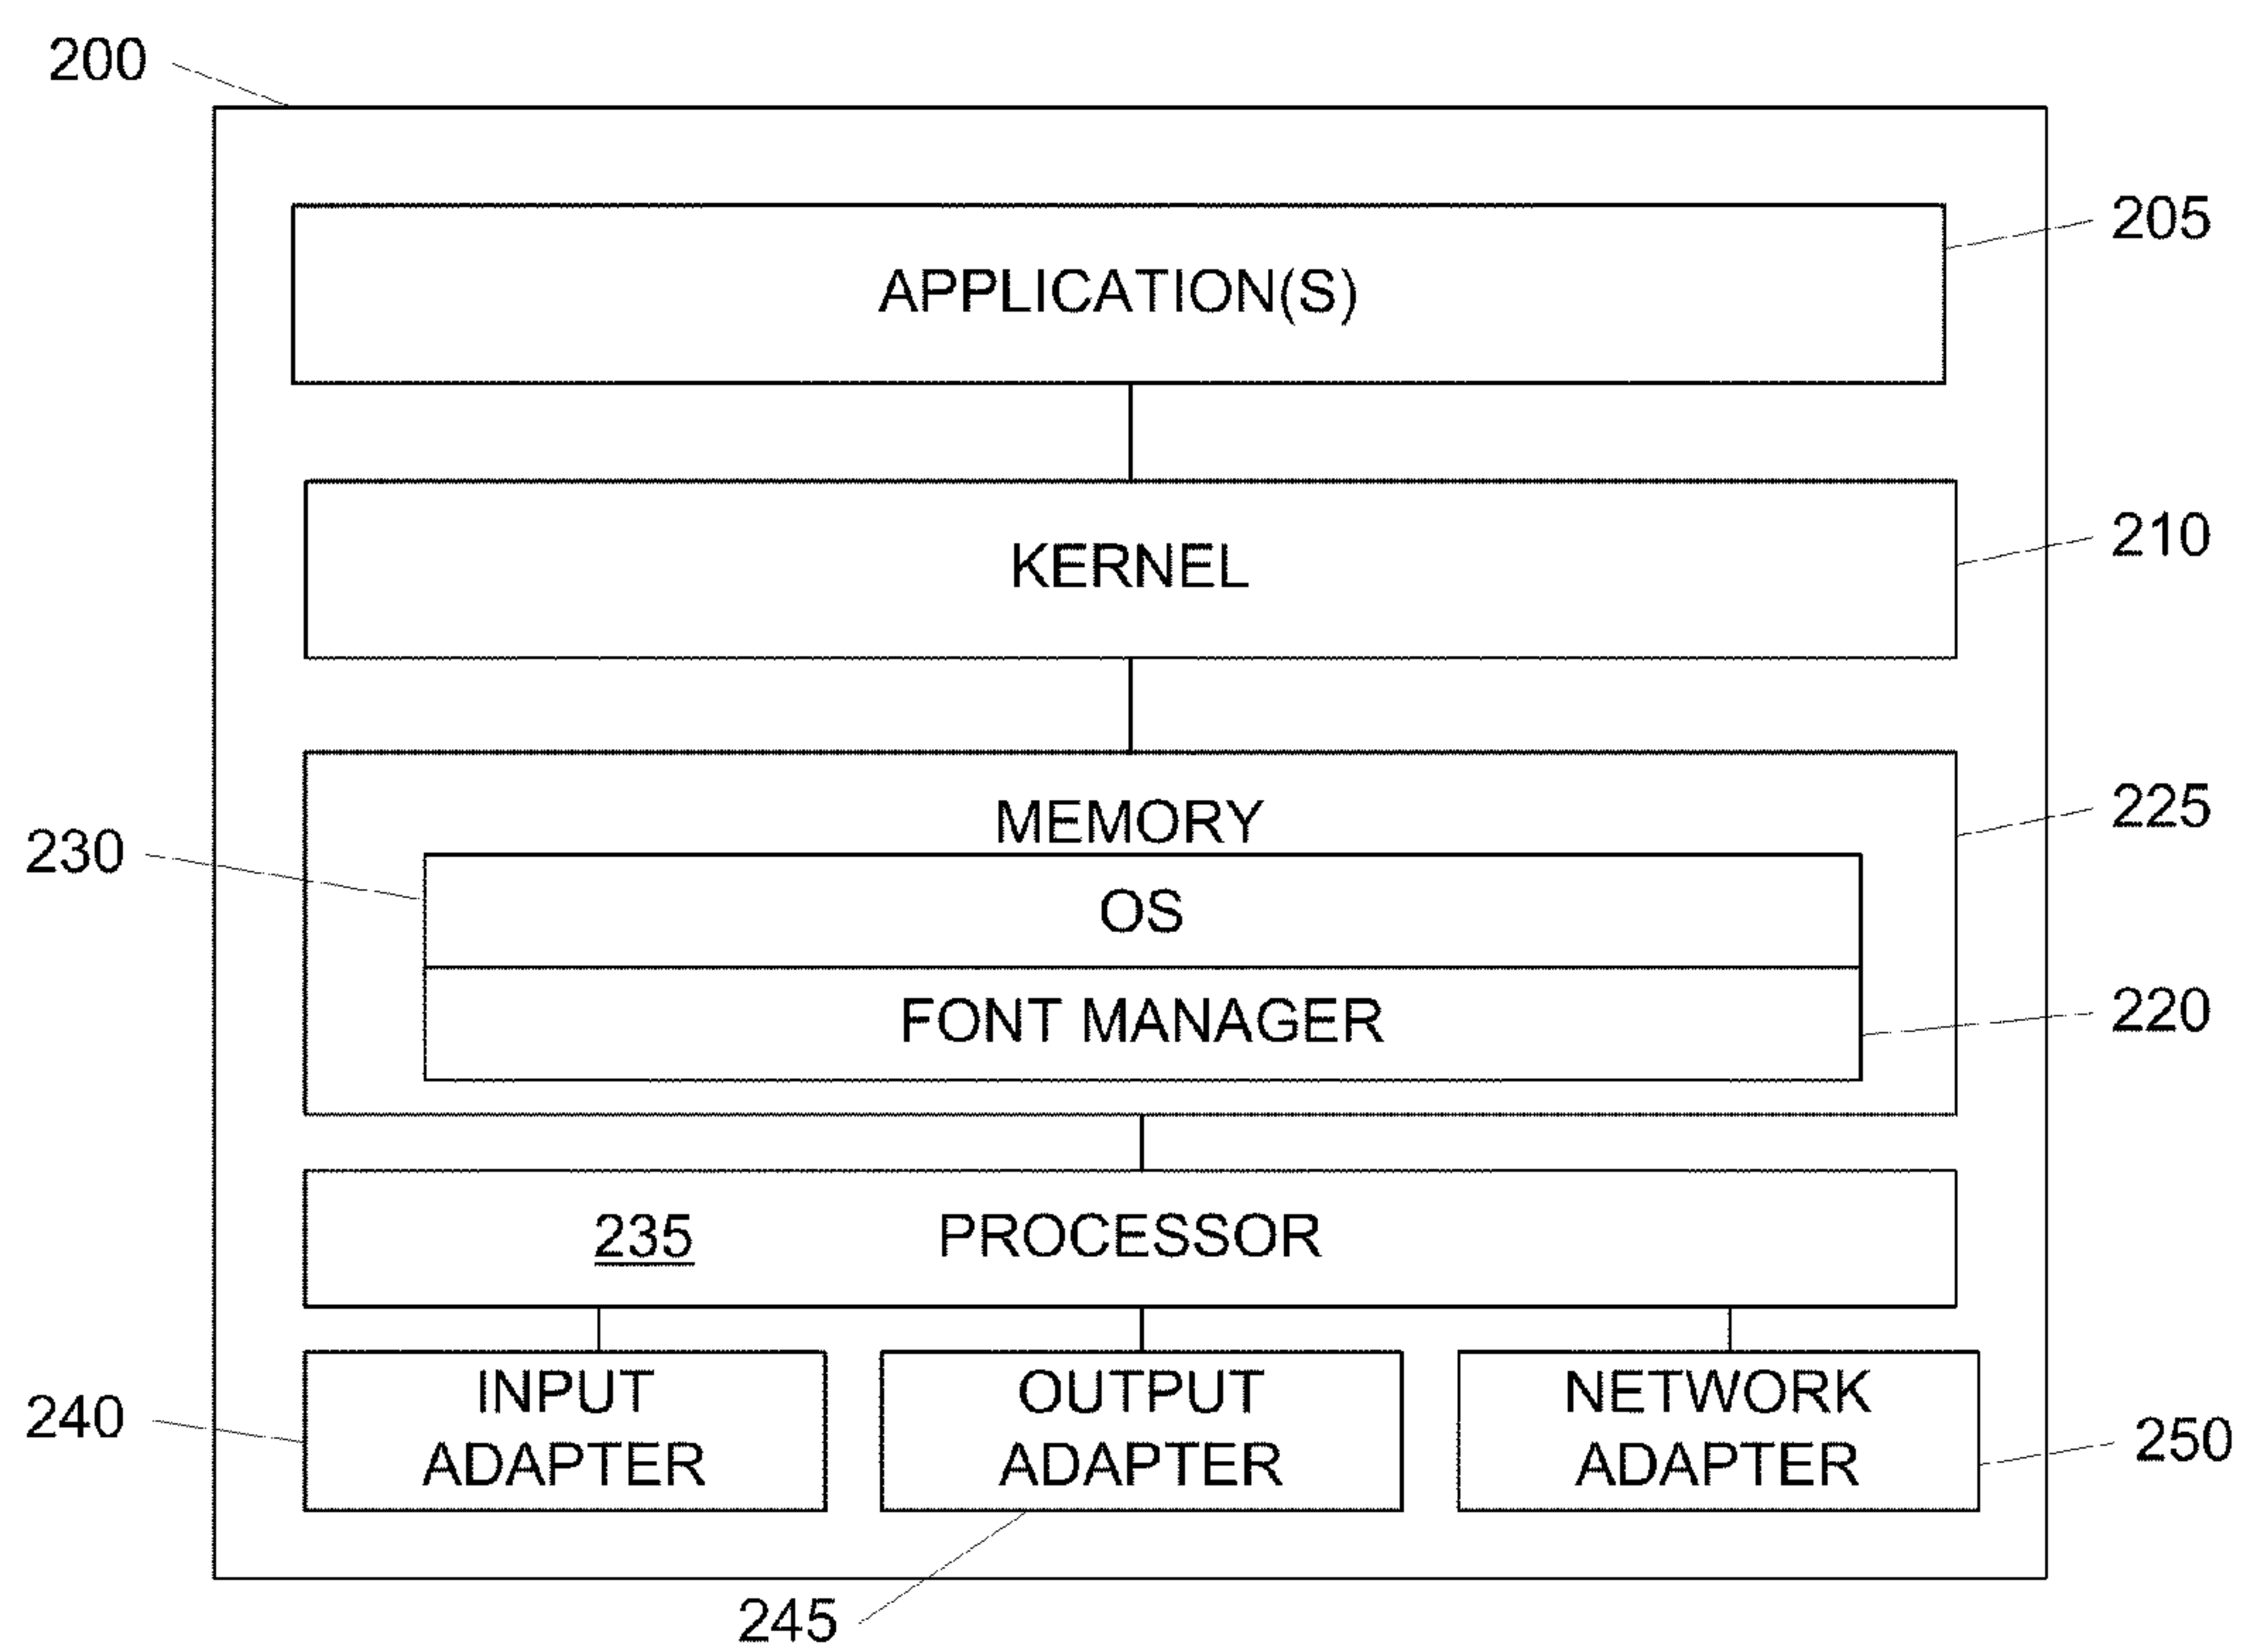 200
205
APPLICATION(S)
210
KERNEL
225
MEMORY
230
OS
220
FONT MANAGER
235 PROCESSOR
INPUT
ADAPTER
OUTPUT
ADAPTER
NETWORK
ADAPTER
240
250
245